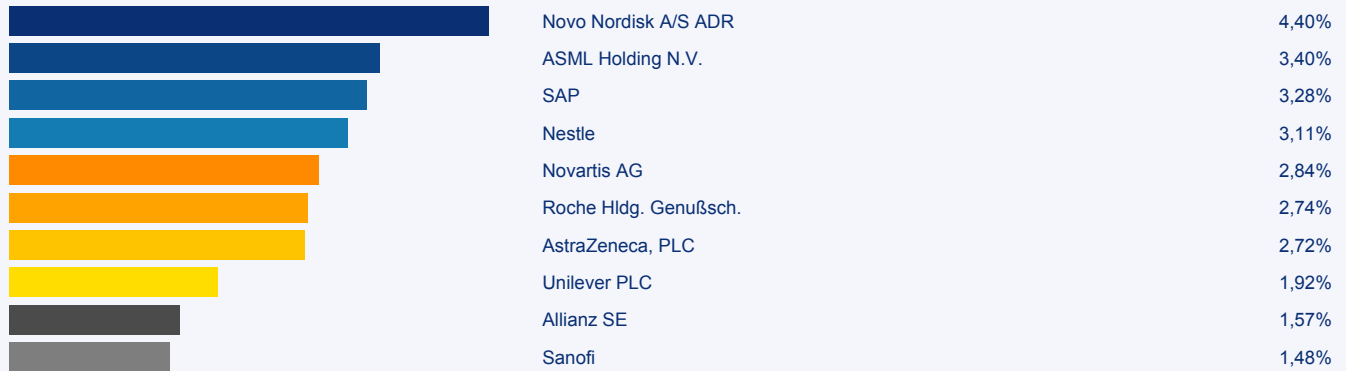 Novo Nordisk A/S ADR 4,40%
ASML Holding N.V. 3,40%
SAP 3,28%
Nestle 3,11%
Novartis AG 2,84%
Roche Hldg. Genußsch. 2,74%
AstraZeneca, PLC 2,72%
Unilever PLC 1,92%
Allianz SE 1,57%
Sanofi 1,48%